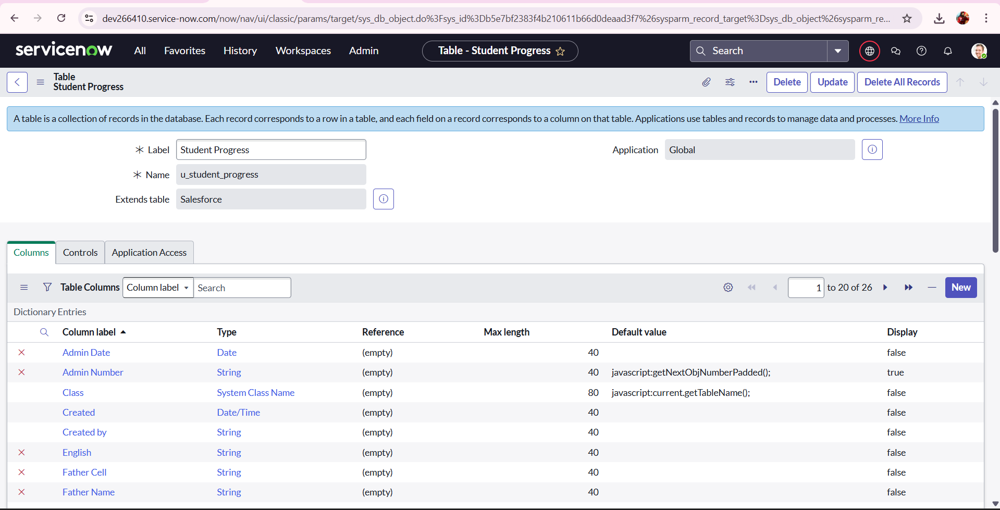 dev266410.service-now.com/now/nav/ui/classic/params/target/sys_db_object.do%3Fsys_id%3Db5e7bf2383f4b210611b66d0deaad3f7%26sysparm_record_target%3Dsys_db_object%26sysparm_re...
servicenow All Favorites History Workspaces Admin Table - Student Progress Search
Table
Student Progress
Delete Update Delete All Records
A table is a collection of records in the database. Each record corresponds to a row in a table, and each field on a record corresponds to a column on that table. Applications use tables and records to manage data and processes. More Info
Label Student Progress Application Global
Name u_student_progress
Extends table Salesforce
Columns Controls Application Access
Table Columns Column label Search 1 to 20 of 26 New
Dictionary Entries
Column label Type Reference Max length Default value Display
Admin Date Date (empty) 40 false
Admin Number String (empty) 40 javascript:getNextObjNumberPadded(); true
Class System Class Name (empty) 80 javascript:current.getTableName(); false
Created Date/Time (empty) 40 false
Created by String (empty) 40 false
English String (empty) 40 false
Father Cell String (empty) 40 false
Father Name String (empty) 40 false